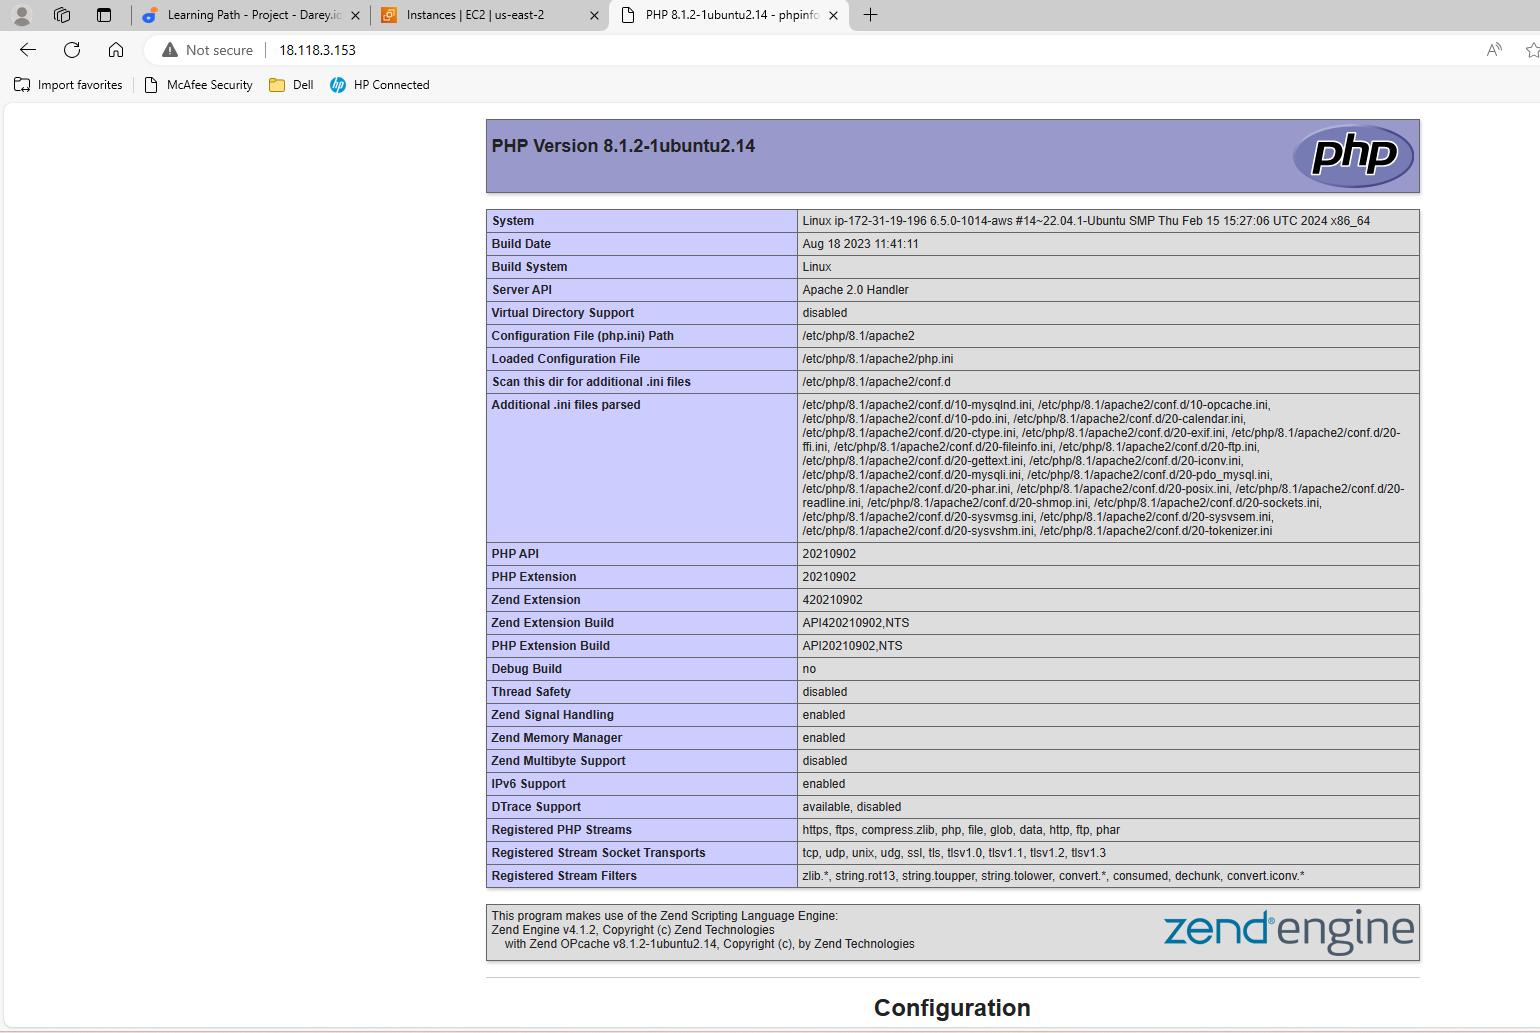 Learning Path - Project - Darey.io
Instances | EC2 | us-east-2
PHP 8.1.2-1ubuntu2.14 - phpinfo
Not secure
18.118.3.153
Import favorites
McAfee Security
Dell
hp
HP Connected
PHP Version 8.1.2-1ubuntu2.14
php
System Linux ip-172-31-19-196 6.5.0-1014-aws #14~22.04.1-Ubuntu SMP Thu Feb 15 15:27:06 UTC 2024 x86_64
Build Date Aug 18 2023 11:41:11
Build System Linux
Server API Apache 2.0 Handler
Virtual Directory Support disabled
Configuration File (php.ini) Path /etc/php/8.1/apache2
Loaded Configuration File /etc/php/8.1/apache2/php.ini
Scan this dir for additional .ini files /etc/php/8.1/apache2/conf.d
Additional .ini files parsed /etc/php/8.1/apache2/conf.d/10-mysqlnd.ini, /etc/php/8.1/apache2/conf.d/10-opcache.ini,
/etc/php/8.1/apache2/conf.d/10-pdo.ini, /etc/php/8.1/apache2/conf.d/20-calendar.ini,
/etc/php/8.1/apache2/conf.d/20-ctype.ini, /etc/php/8.1/apache2/conf.d/20-exif.ini, /etc/php/8.1/apache2/conf.d/20-
ffi.ini, /etc/php/8.1/apache2/conf.d/20-fileinfo.ini, /etc/php/8.1/apache2/conf.d/20-ftp.ini,
/etc/php/8.1/apache2/conf.d/20-gettext.ini, /etc/php/8.1/apache2/conf.d/20-iconv.ini,
/etc/php/8.1/apache2/conf.d/20-mysqli.ini, /etc/php/8.1/apache2/conf.d/20-pdo_mysql.ini,
/etc/php/8.1/apache2/conf.d/20-phar.ini, /etc/php/8.1/apache2/conf.d/20-posix.ini, /etc/php/8.1/apache2/conf.d/20-
readline.ini, /etc/php/8.1/apache2/conf.d/20-shmop.ini, /etc/php/8.1/apache2/conf.d/20-sockets.ini,
/etc/php/8.1/apache2/conf.d/20-sysvmsg.ini, /etc/php/8.1/apache2/conf.d/20-sysvsem.ini,
/etc/php/8.1/apache2/conf.d/20-sysvshm.ini, /etc/php/8.1/apache2/conf.d/20-tokenizer.ini
PHP API 20210902
PHP Extension 20210902
Zend Extension 420210902
Zend Extension Build API420210902,NTS
PHP Extension Build API20210902,NTS
Debug Build no
Thread Safety disabled
Zend Signal Handling enabled
Zend Memory Manager enabled
Zend Multibyte Support disabled
IPv6 Support enabled
DTrace Support available, disabled
Registered PHP Streams https, ftps, compress.zlib, php, file, glob, data, http, ftp, phar
Registered Stream Socket Transports tcp, udp, unix, udg, ssl, tls, tlsv1.0, tlsv1.1, tlsv1.2, tlsv1.3
Registered Stream Filters zlib.*, string.rot13, string.toupper, string.tolower, convert.*, consumed, dechunk, convert.iconv.*
This program makes use of the Zend Scripting Language Engine:
Zend Engine v4.1.2, Copyright (c) Zend Technologies
with Zend OPcache v8.1.2-1ubuntu2.14, Copyright (c), by Zend Technologies
zend® engine
Configuration